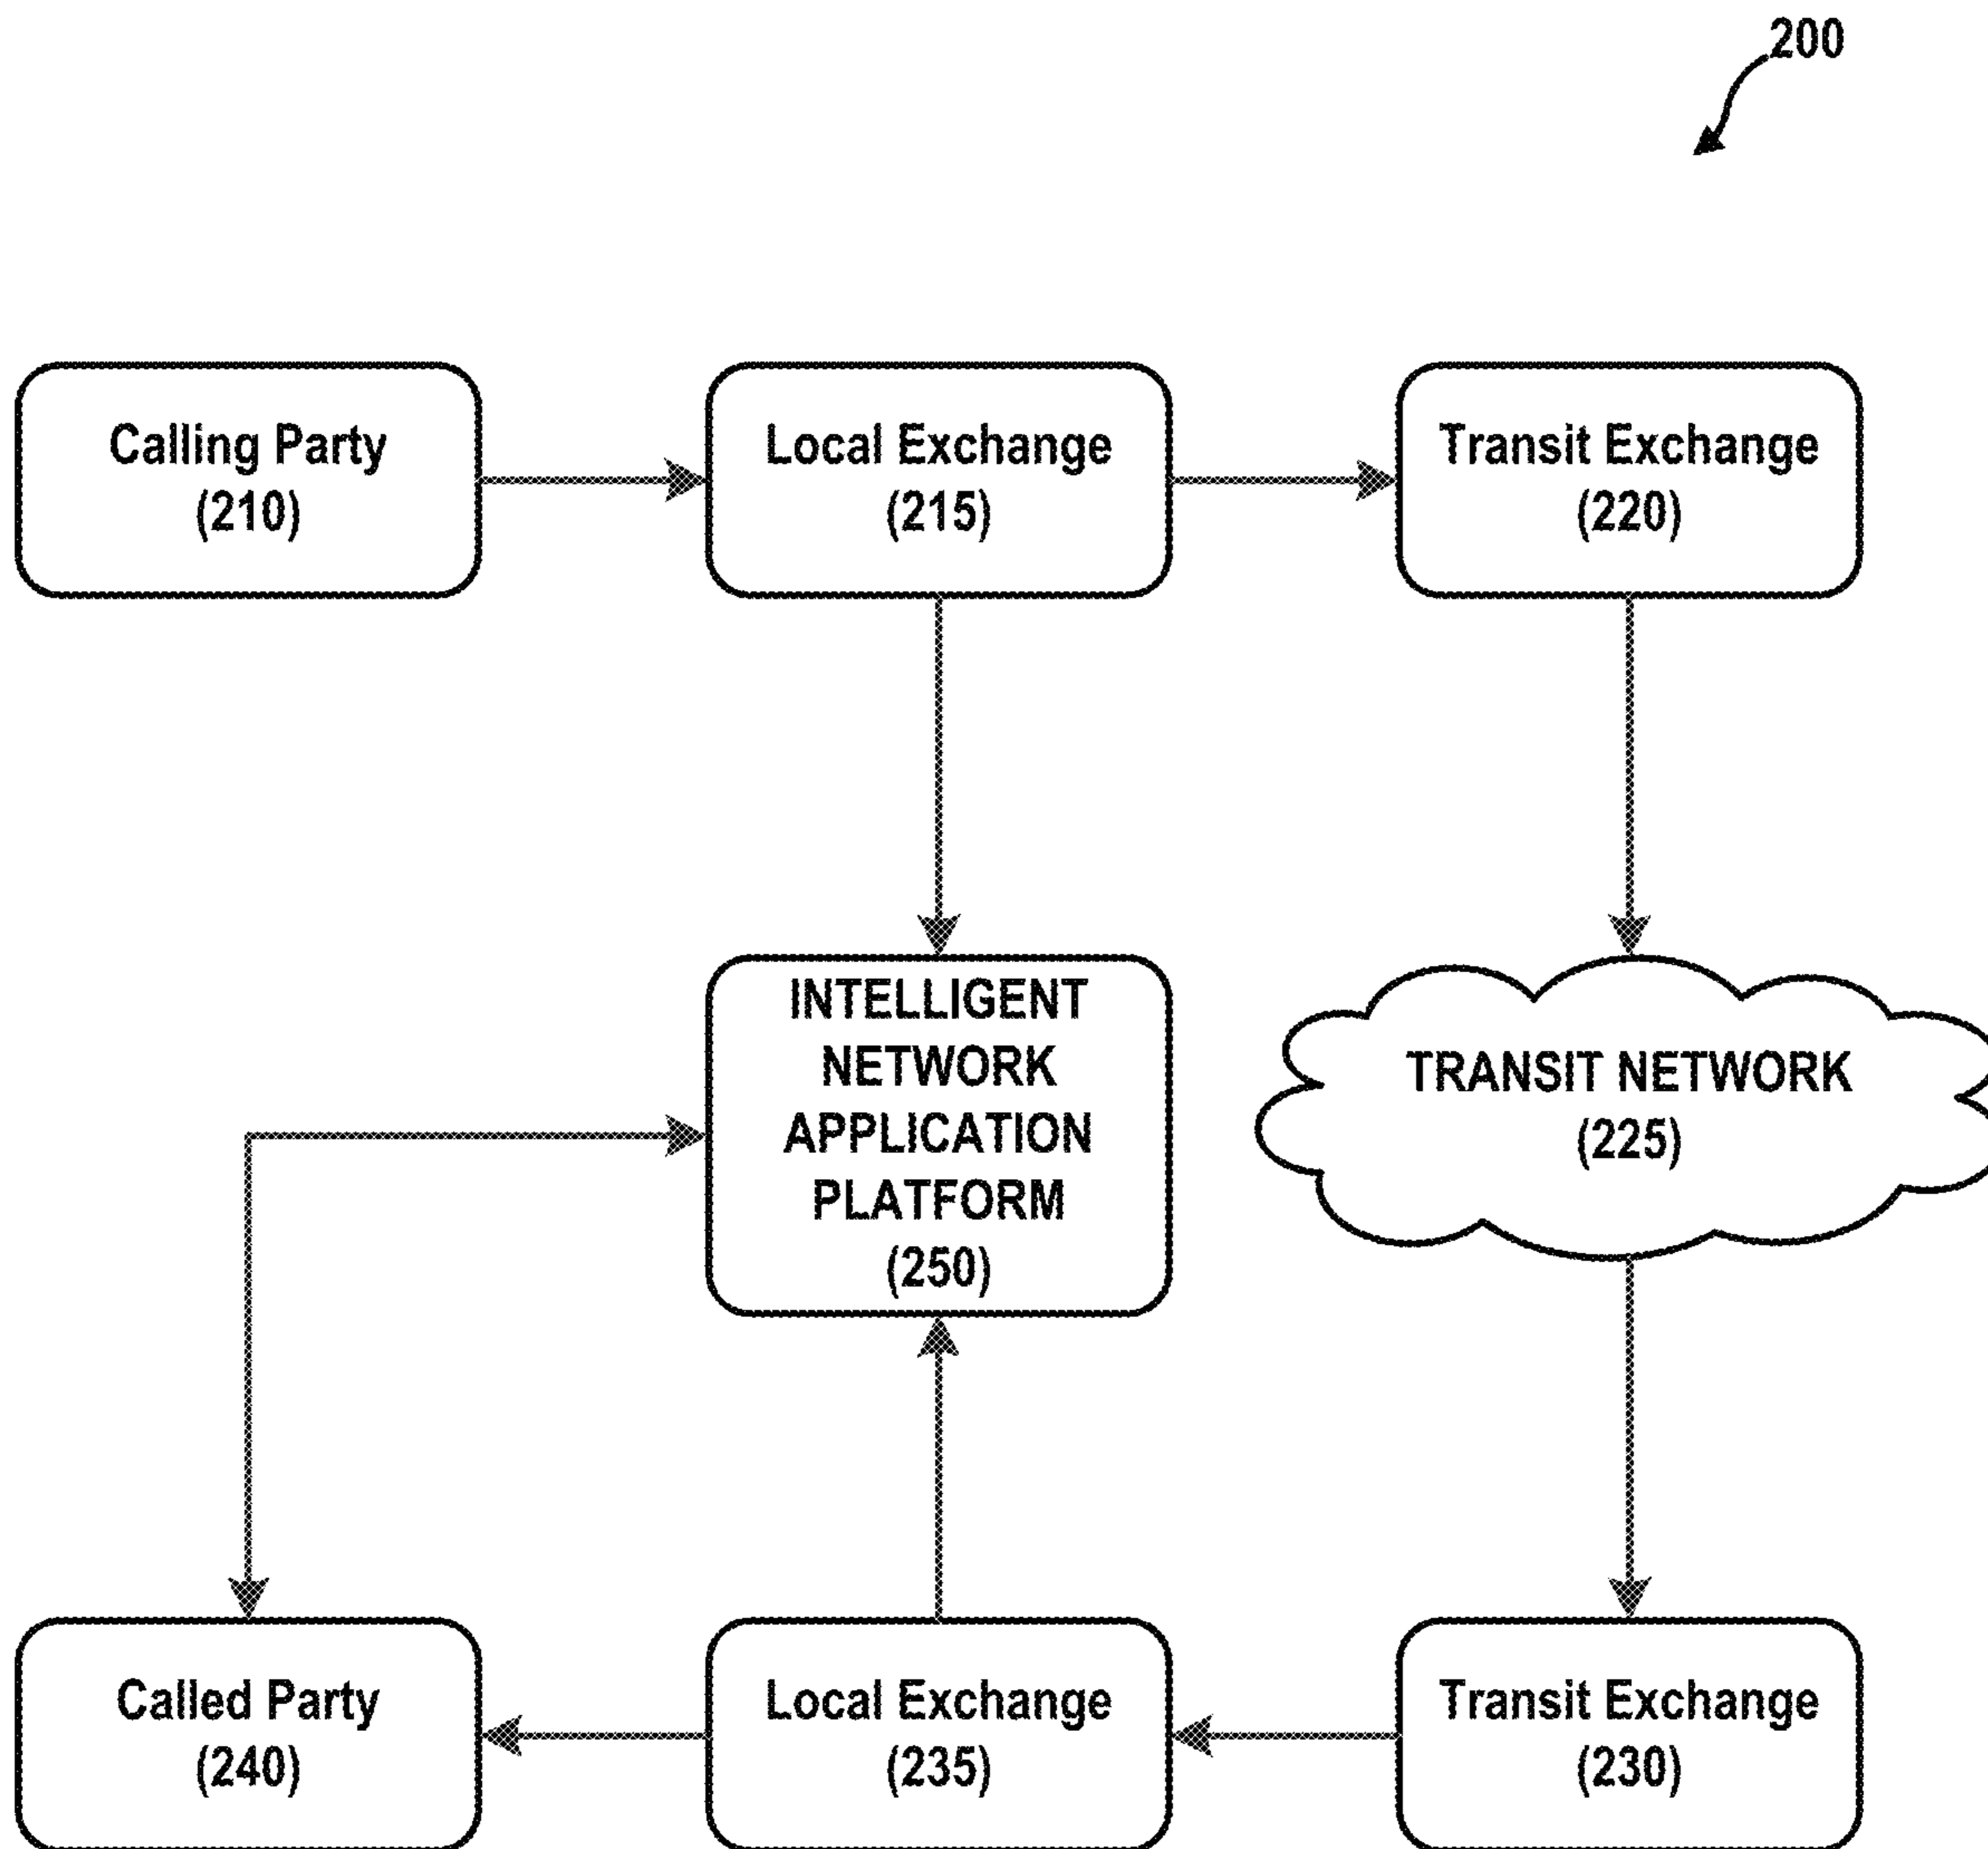 200
Calling Party
(210)
Local Exchange
(215)
Transit Exchange
(220)
INTELLIGENT
NETWORK
APPLICATION
PLATFORM
(250)
TRANSIT NETWORK
(225)
Called Party
(240)
Local Exchange
(235)
Transit Exchange
(230)